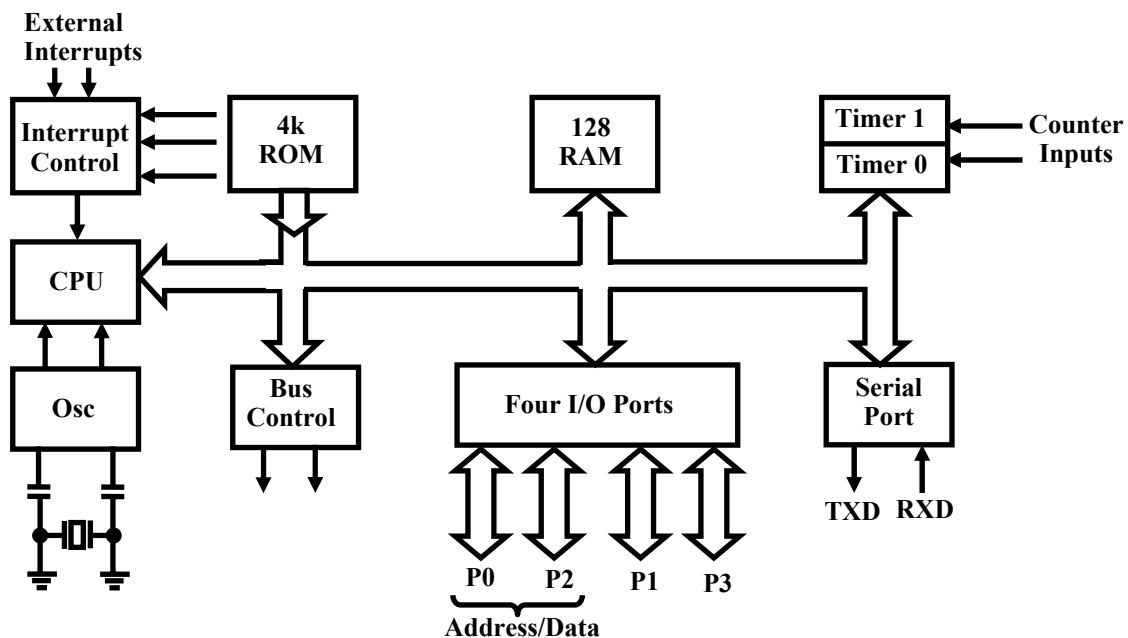 External
Interrupts
Interrupt
Control
4k
ROM
128
RAM
Timer 1
Timer 0
Counter
Inputs
CPU
Osc
Bus
Control
Four I/O Ports
Serial
Port
TXD RXD
P0 P2 P1 P3
Address/Data